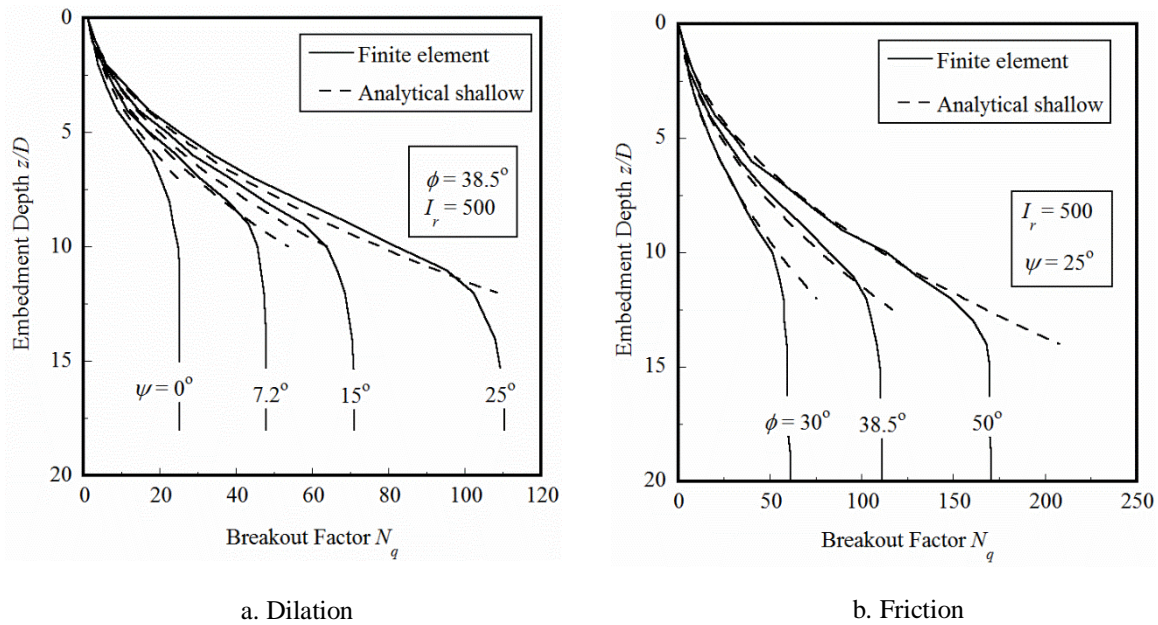 0
5
10
15
20
0 20 40 60 80 100 120
Embedment Depth z/D
Breakout Factor N_q
Finite element
Analytical shallow
ϕ = 38.5°
I_r = 500
ψ = 0°
7.2°
15°
25°
a. Dilation
0
5
10
15
20
0 50 100 150 200 250
Embedment Depth z/D
Breakout Factor N_q
Finite element
Analytical shallow
I_r = 500
ψ = 25°
ϕ = 30°
38.5°
50°
b. Friction